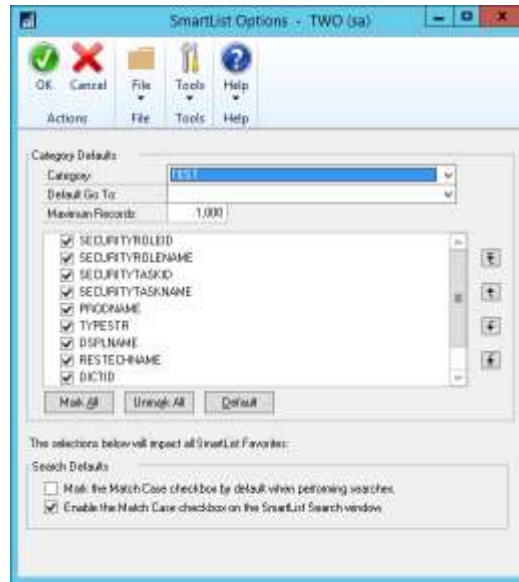 SmartList Options - TWO (sa)
OK Cancel File Tools Help
Actions File Tools Help
Category Defaults
Category: TEST
Default Go To:
Maximum Records: 1,000
SECURITYROLEID
SECURITYROLENAME
SECURITYTASKID
SECURITYTASKNAME
PRODNAME
TYPESTR
DSPLNAME
RESTECHNAME
DICTID
Mark All Unmark All Default
The selections below will impact all SmartList Favorites:
Search Defaults
Mark the Match Case checkbox by default when performing searches.
Enable the Match Case checkbox on the SmartList Search window.